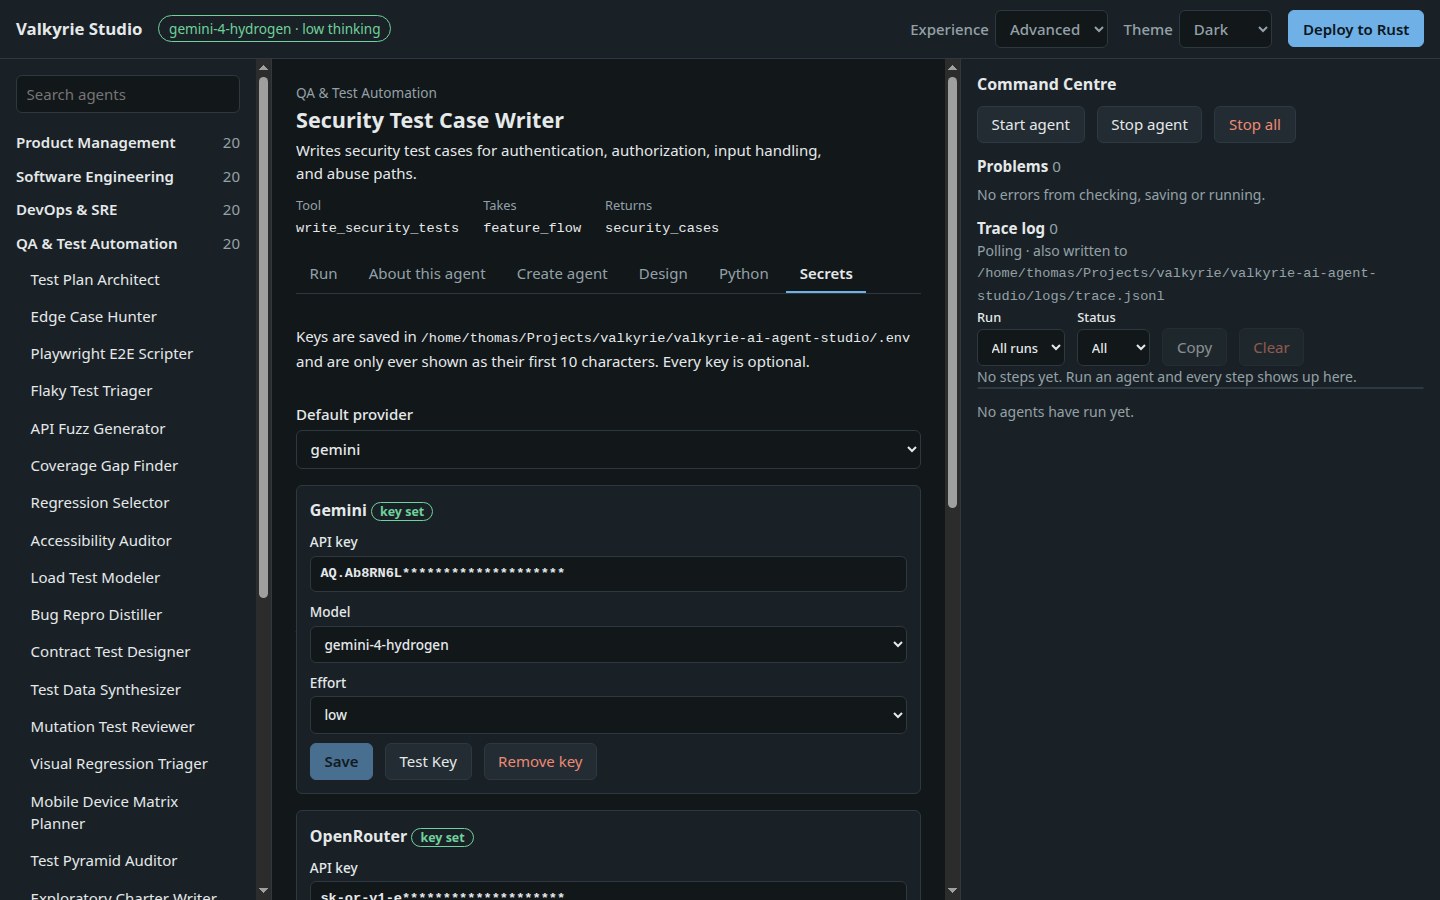 Valkyrie Studio
gemini-4-hydrogen · low thinking
Experience
Advanced
Theme
Dark
Deploy to Rust
Search agents
Product Management 20
Software Engineering 20
DevOps & SRE 20
QA & Test Automation 20
Test Plan Architect
Edge Case Hunter
Playwright E2E Scripter
Flaky Test Triager
API Fuzz Generator
Coverage Gap Finder
Regression Selector
Accessibility Auditor
Load Test Modeler
Bug Repro Distiller
Contract Test Designer
Test Data Synthesizer
Mutation Test Reviewer
Visual Regression Triager
Mobile Device Matrix
Planner
Test Pyramid Auditor
Exploratory Charter Writer
QA & Test Automation
Security Test Case Writer
Writes security test cases for authentication, authorization, input handling,
and abuse paths.
Tool Takes Returns
write_security_tests feature_flow security_cases
Run About this agent Create agent Design Python Secrets
Keys are saved in /home/thomas/Projects/valkyrie/valkyrie-ai-agent-studio/.env
and are only ever shown as their first 10 characters. Every key is optional.
Default provider
gemini
Gemini key set
API key
AQ.Ab8RN6L********************
Model
gemini-4-hydrogen
Effort
low
Save Test Key Remove key
OpenRouter key set
API key
sk-or-v1-e********************
Command Centre
Start agent Stop agent Stop all
Problems 0
No errors from checking, saving or running.
Trace log 0
Polling · also written to
/home/thomas/Projects/valkyrie/valkyrie-ai-agent-
studio/logs/trace.jsonl
Run Status
All runs All Copy Clear
No steps yet. Run an agent and every step shows up here.
No agents have run yet.